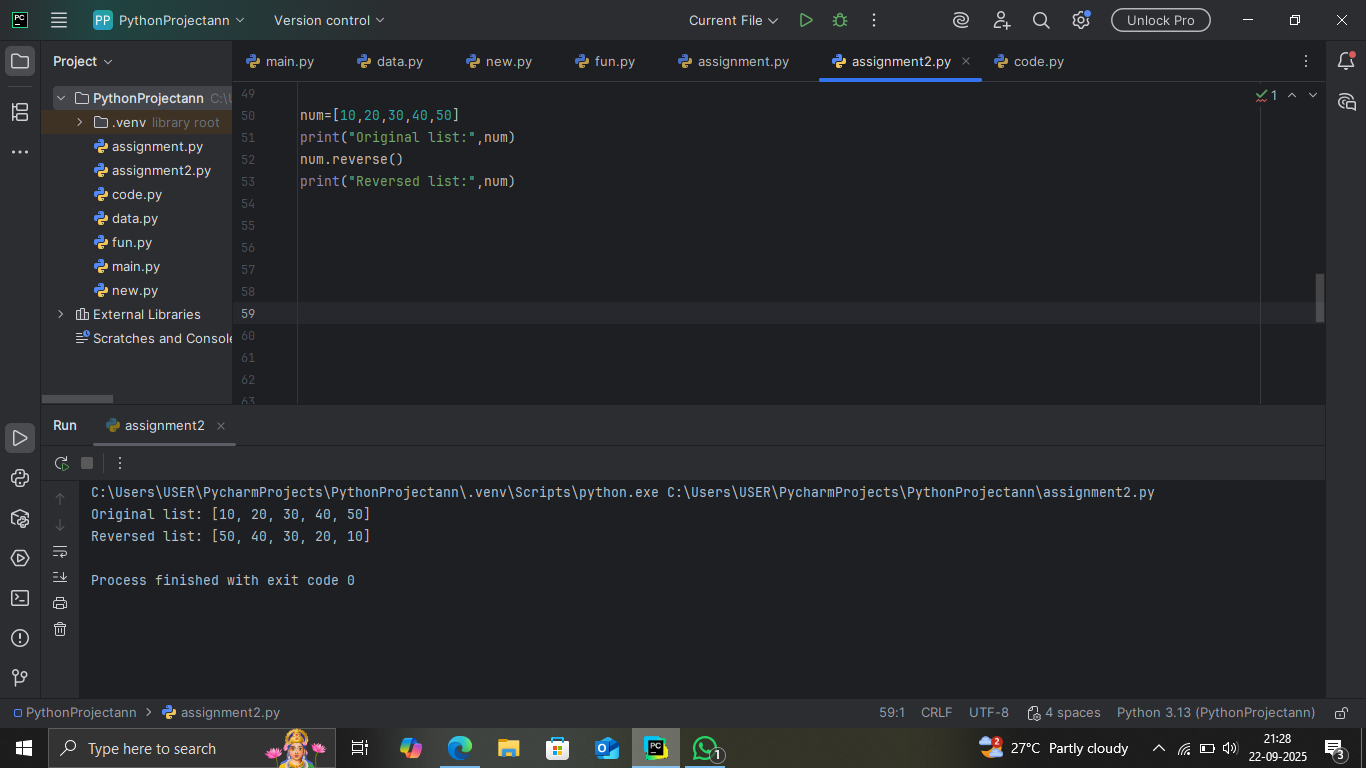 PC
PP PythonProjectann
Version control
Current File
Unlock Pro
Project
main.py
data.py
new.py
fun.py
assignment.py
assignment2.py
code.py
PythonProjectann C:\U
.venv library root
assignment.py
assignment2.py
code.py
data.py
fun.py
main.py
new.py
External Libraries
Scratches and Console
1
49
50 num=[10,20,30,40,50]
51 print("Original list:",num)
52 num.reverse()
53 print("Reversed list:",num)
54
55
56
57
58
59
60
61
62
63
Run
assignment2
C:\Users\USER\PycharmProjects\PythonProjectann\.venv\Scripts\python.exe C:\Users\USER\PycharmProjects\PythonProjectann\assignment2.py
Original list: [10, 20, 30, 40, 50]
Reversed list: [50, 40, 30, 20, 10]
Process finished with exit code 0
PythonProjectann
assignment2.py
59:1 CRLF UTF-8 4 spaces Python 3.13 (PythonProjectann)
Type here to search
PC
1
2
27°C Partly cloudy
21:28
22-09-2025
3